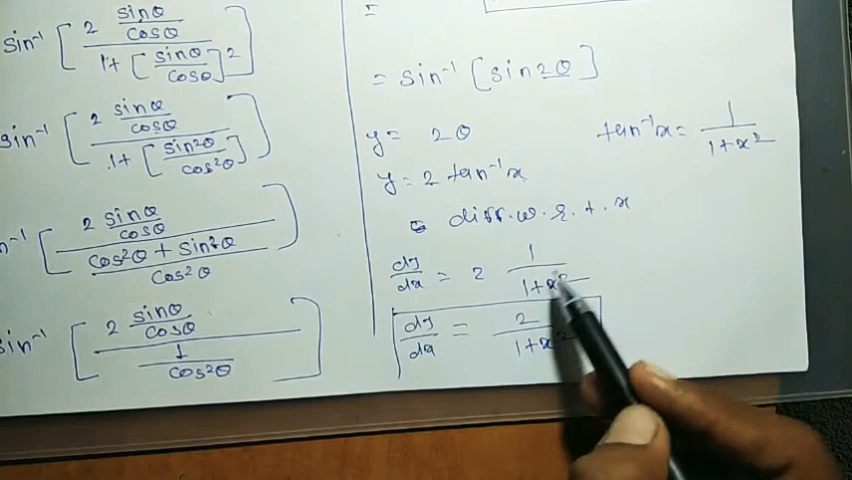 sin⁻¹ [ (2 sinθ/cosθ) / (1 + [sinθ/cosθ]²) ]
sin⁻¹ [ (2 sinθ/cosθ) / (1 + [sin²θ/cos²θ]) ]
n⁻¹ [ (2 sinθ/cosθ) / ((cos²θ + sin²θ)/cos²θ) ]
sin⁻¹ [ (2 sinθ/cosθ) / (1/cos²θ) ]
=
= sin⁻¹ [sin2θ]
y = 2θ
tan⁻¹x = 1/(1+x²)
y = 2 tan⁻¹x
diff.w.r.t.x
dy/dx = 2 1/(1+x²)
dy/dx = 2/(1+x²)